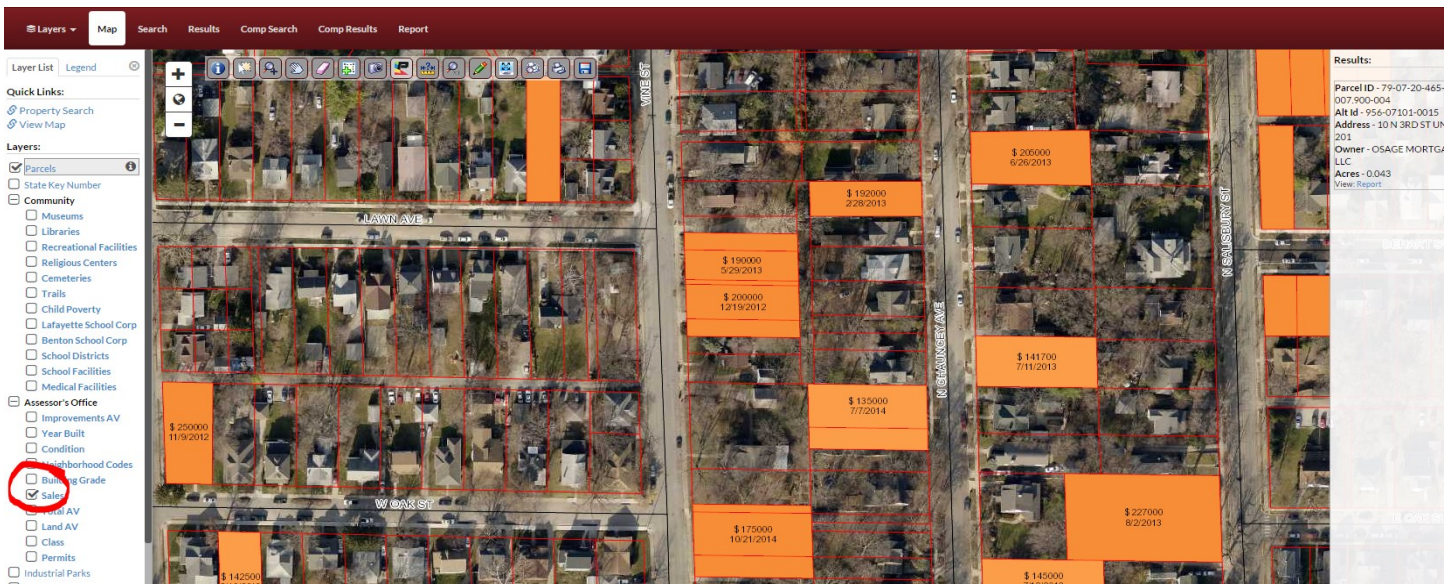 Layers
Map
Search
Results
Comp Search
Comp Results
Report
Layer List
Legend
Quick Links:
Property Search
View Map
Layers:
Parcels
State Key Number
Community
Museums
Libraries
Recreational Facilities
Religious Centers
Cemeteries
Trails
Child Poverty
Lafayette School Corp
Benton School Corp
School Districts
School Facilities
Medical Facilities
Assessor's Office
Improvements AV
Year Built
Condition
Neighborhood Codes
Building Grade
Sales
Total AV
Land AV
Class
Permits
Industrial Parks
VINE ST
LAWN AVE
W OAK ST
N CHAUNCEY AVE
N SALISBURY ST
$ 250000
11/9/2012
$ 142500
$ 192000
2/28/2013
$ 190000
5/29/2013
$ 200000
12/19/2012
$ 135000
7/7/2014
$ 175000
10/21/2014
$ 205000
6/26/2013
$ 141700
7/11/2013
$ 227000
8/2/2013
$ 145000
Results:
Parcel ID - 79-07-20-465-
007.900-004
Alt Id - 956-07101-0015
Address - 10 N 3RD ST UN
201
Owner - OSAGE MORTGA
LLC
Acres - 0.043
View: Report